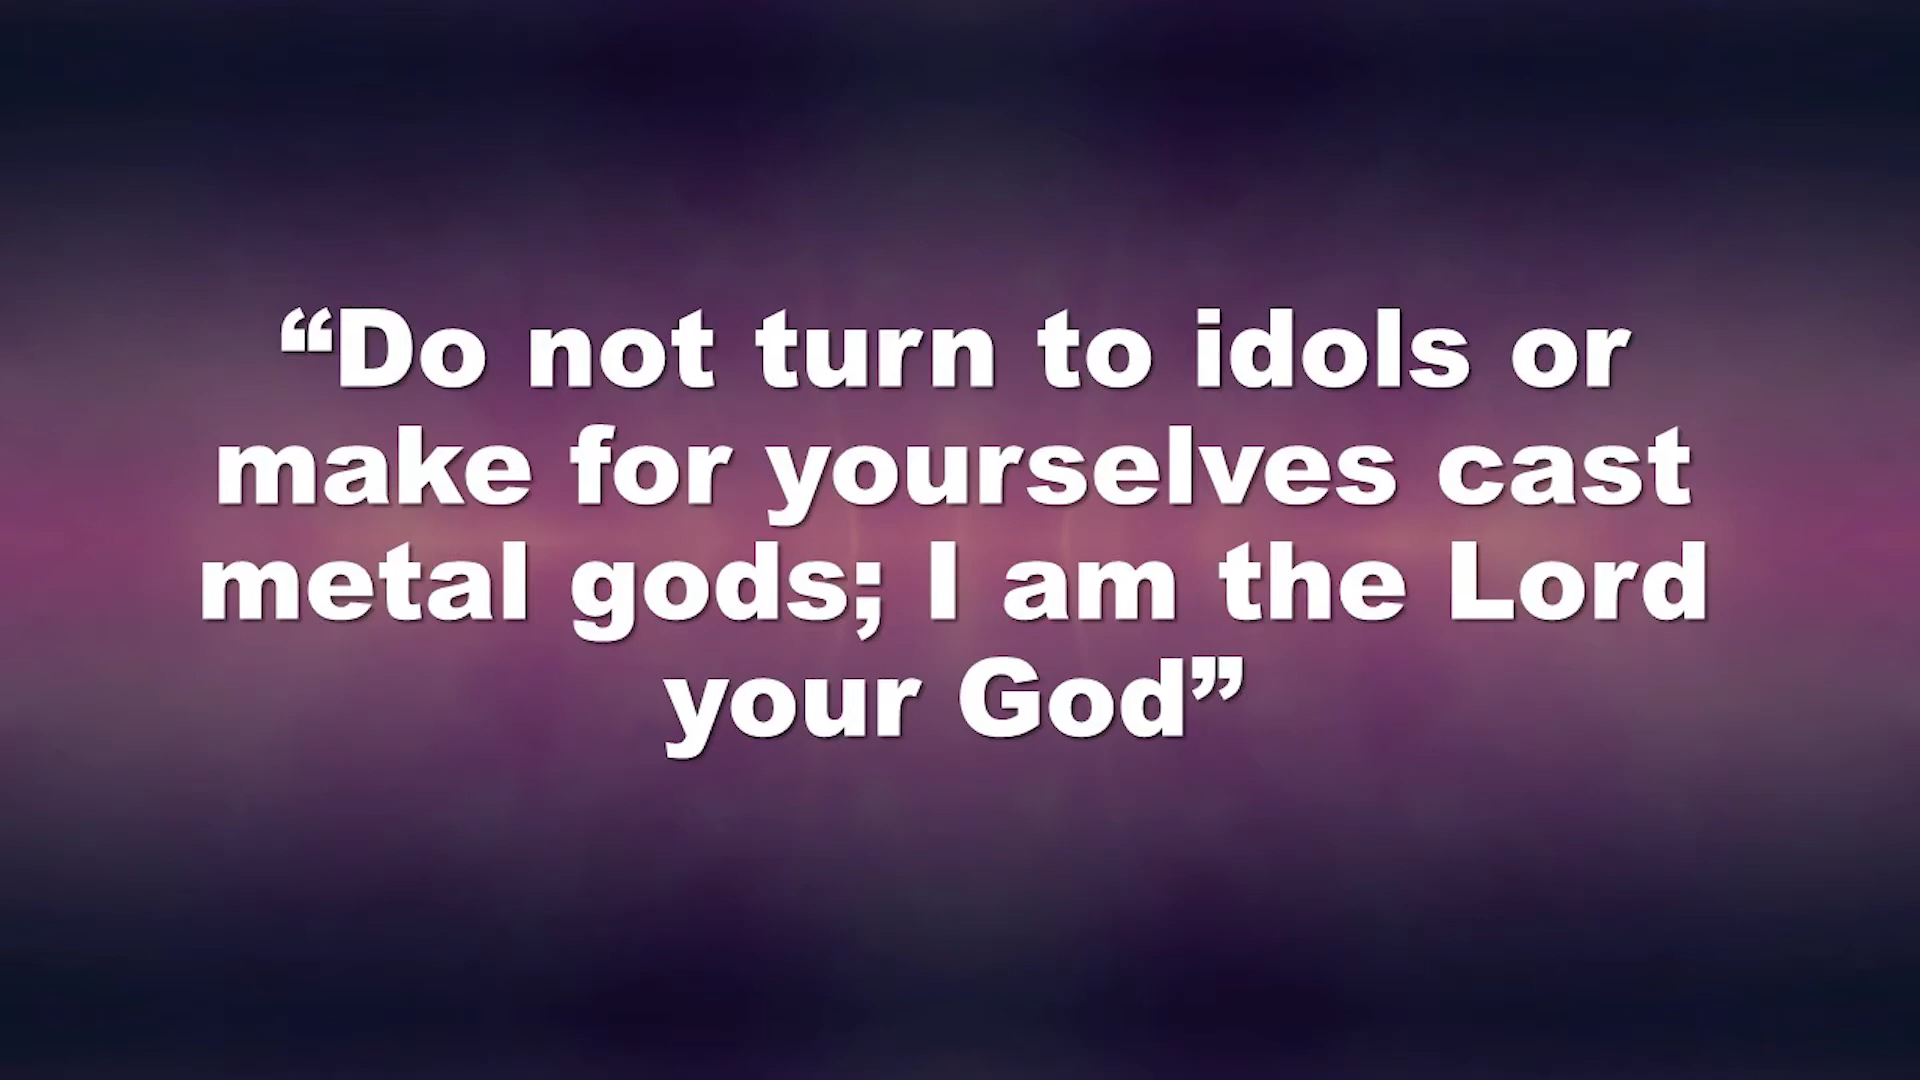 “Do not turn to idols or
make for yourselves cast
metal gods; I am the Lord
your God”